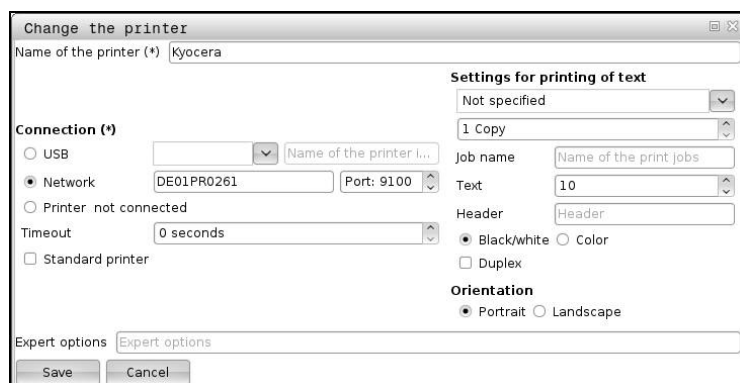 Change the printer
Name of the printer (*) Kyocera
Settings for printing of text
Not specified
Connection (*)
1 Copy
USB Name of the printer i...
Job name Name of the print jobs
Network DE01PR0261 Port: 9100
Text 10
Printer not connected
Header Header
Timeout 0 seconds
Black/white Color
Standard printer
Duplex
Orientation
Portrait Landscape
Expert options Expert options
Save Cancel